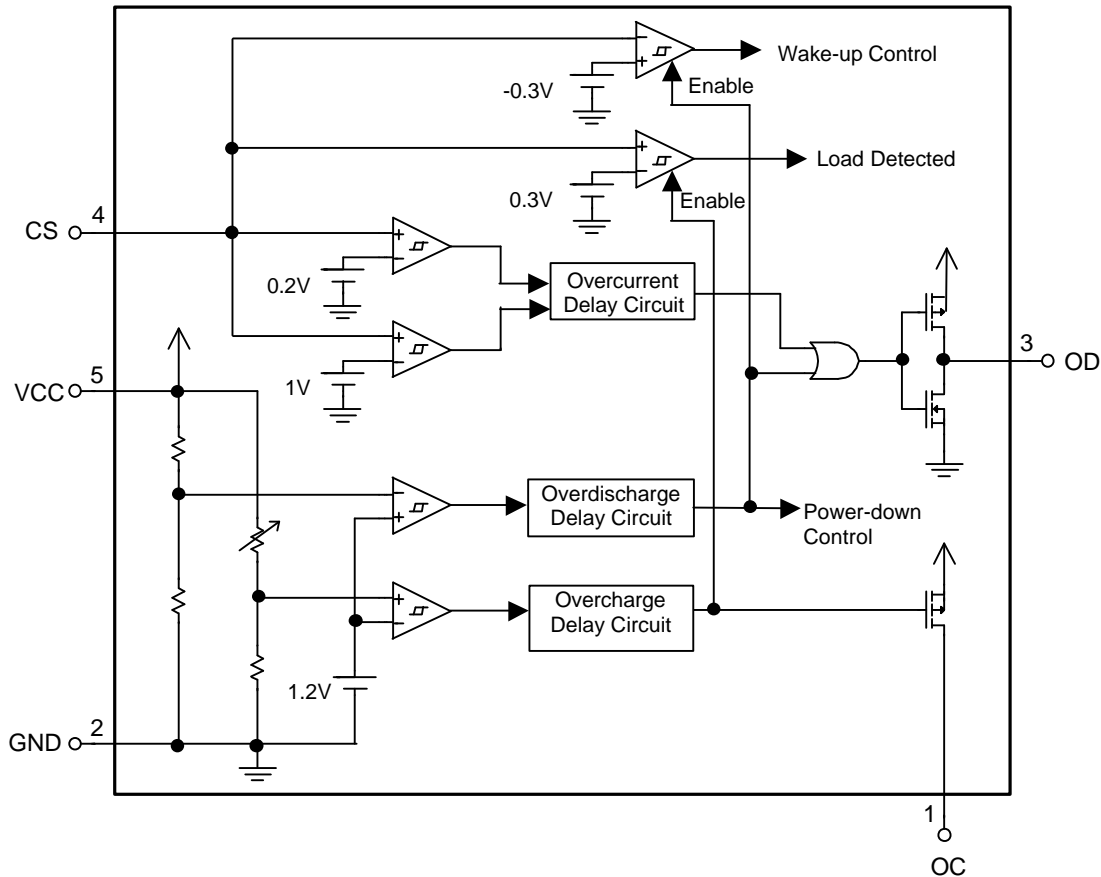 Wake-up Control
-0.3V
Enable
Load Detected
0.3V
Enable
CS
4
0.2V
Overcurrent
Delay Circuit
1V
3
OD
VCC
5
Overdischarge
Delay Circuit
Power-down
Control
Overcharge
Delay Circuit
1.2V
GND
2
1
OC